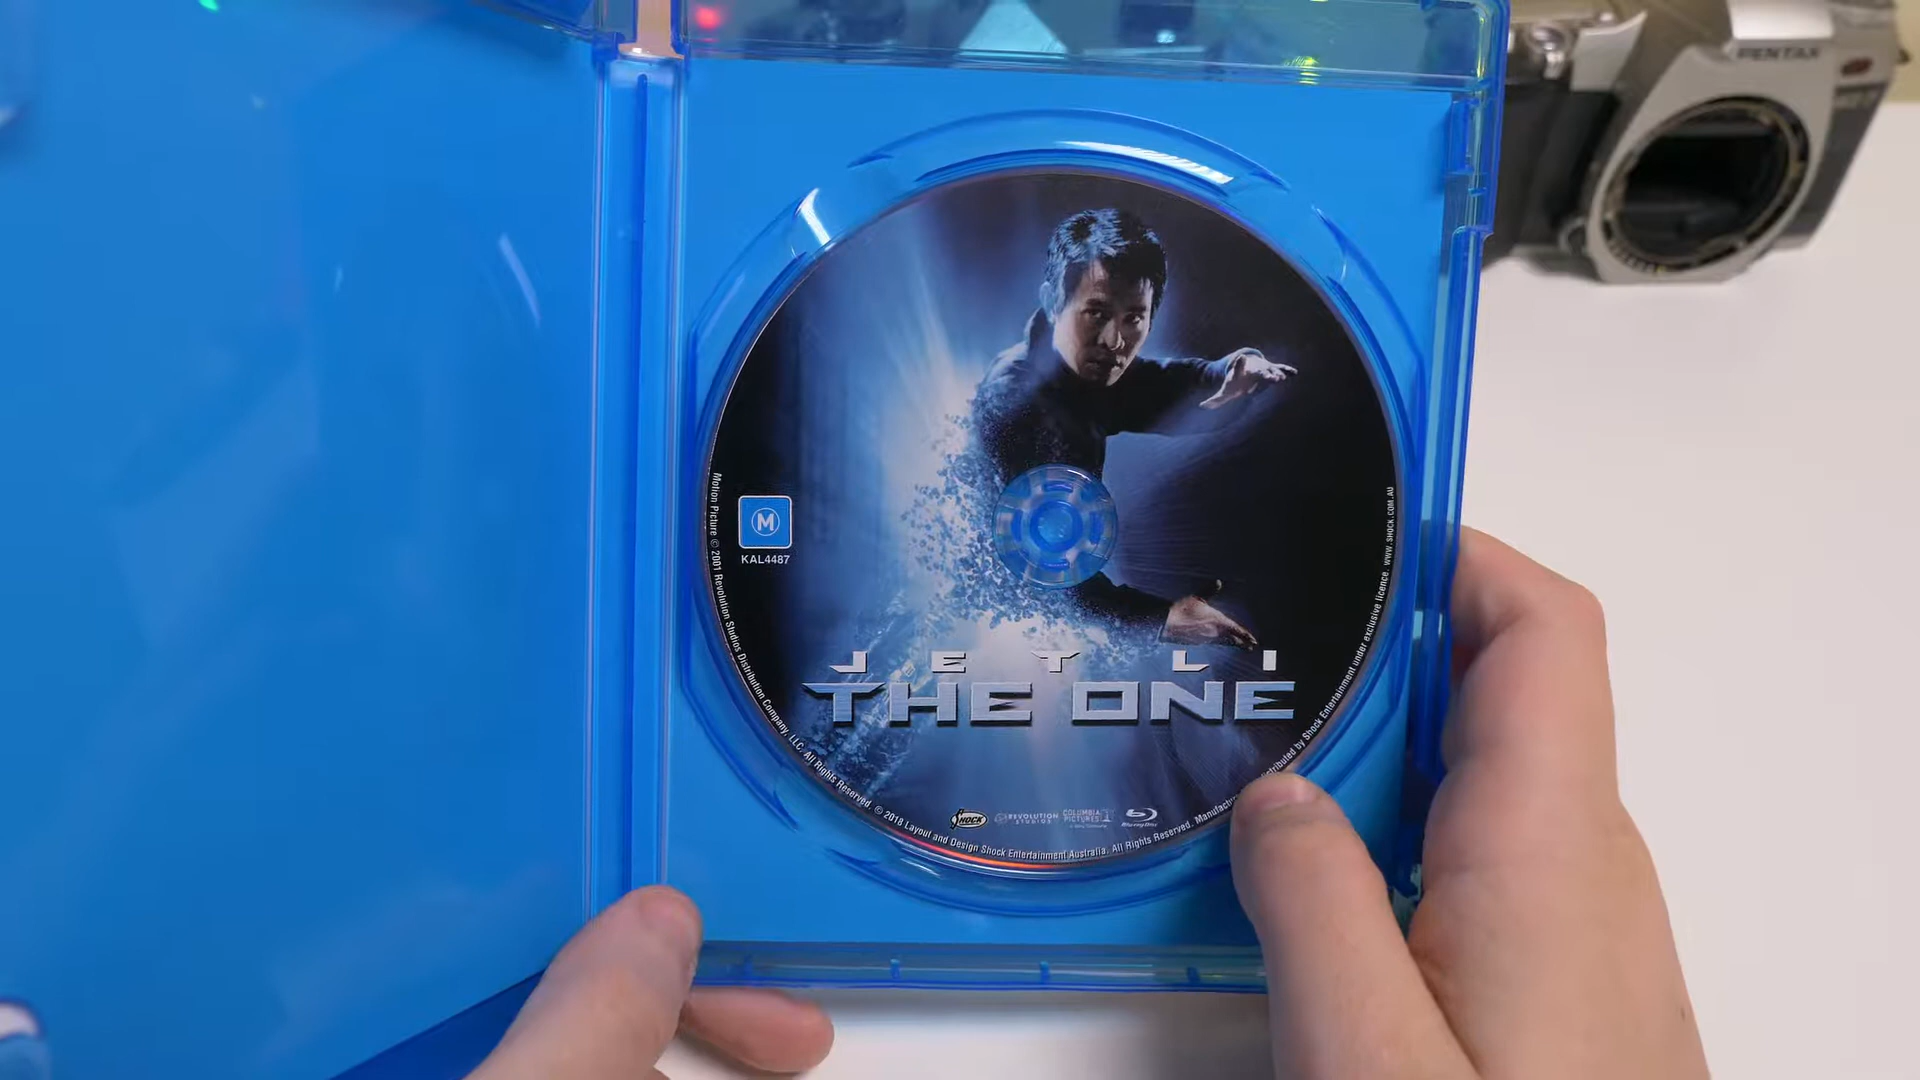 PENTAX
M
KAL4487
JET LI
THE ONE
SHOCK
REVOLUTION
STUDIOS
COLUMBIA
PICTURES
Blu-ray Disc
Motion Picture © 2001 Revolution Studios Distribution Company, LLC. All Rights Reserved. © 2018 Layout and Design Shock Entertainment Australia. All Rights Reserved. Manufactur
distributed by Shock Entertainment under exclusive licence. WWW.SHOCK.COM.AU